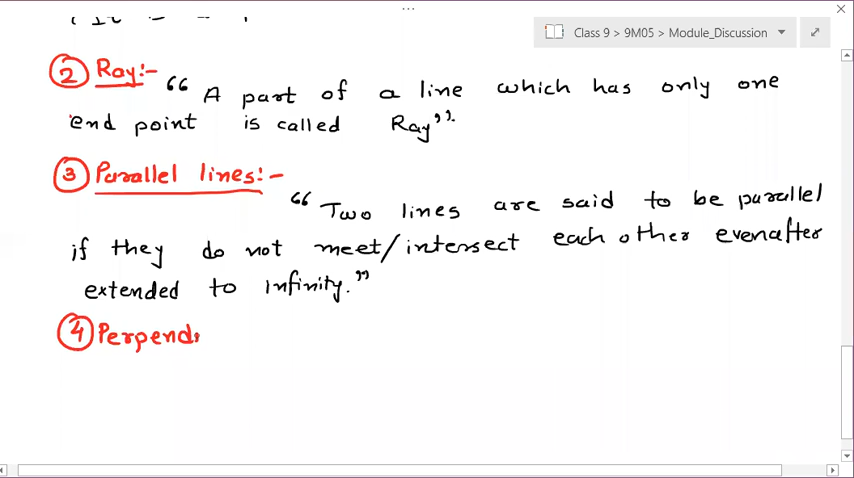 Class 9 > 9M05 > Module_Discussion
② Ray:-
"A part of a line which has only one
end point is called Ray".
③ Parallel lines:-
"Two lines are said to be parallel
if they do not meet/intersect each other evenafter
extended to infinity."
④ Perpend